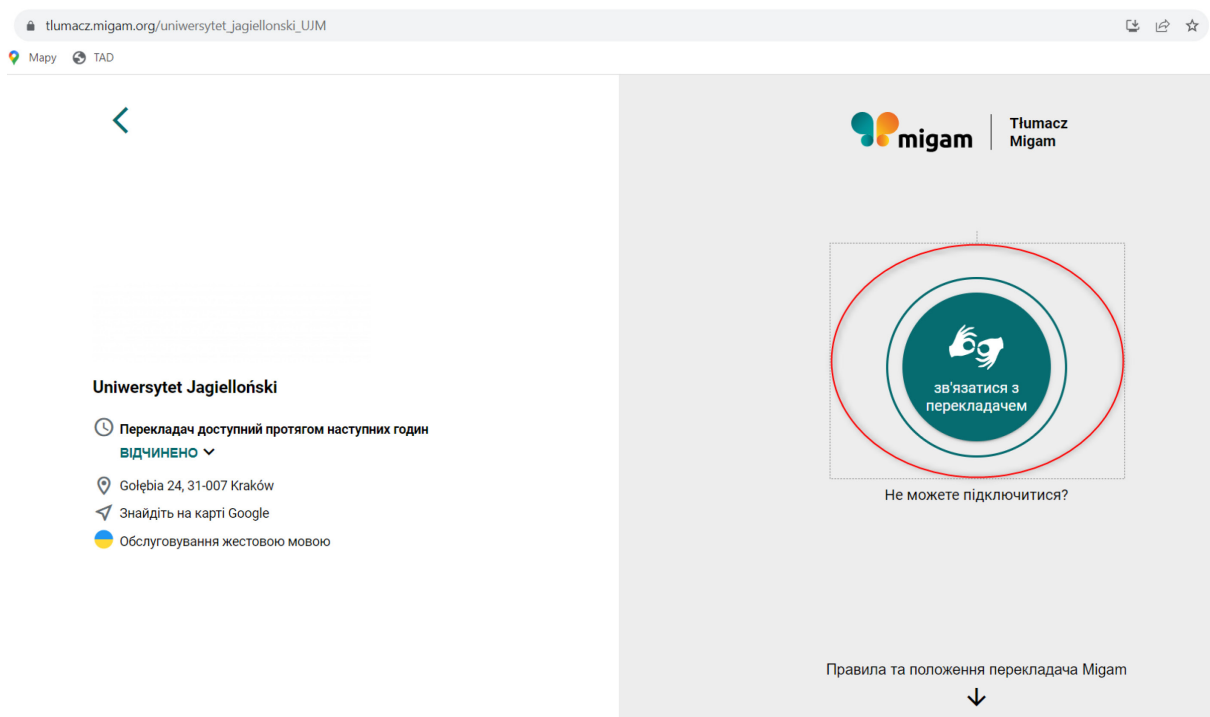 tlumacz.migam.org/uniwersytet_jagiellonski_UJM
Mapy TAD
migam
Tłumacz
Migam
зв'язатися з
перекладачем
Не можете підключитися?
Правила та положення перекладача Migam
Uniwersytet Jagielloński
Перекладач доступний протягом наступних годин
ВІДЧИНЕНО
Gołębia 24, 31-007 Kraków
Знайдіть на карті Google
Обслуговування жестовою мовою